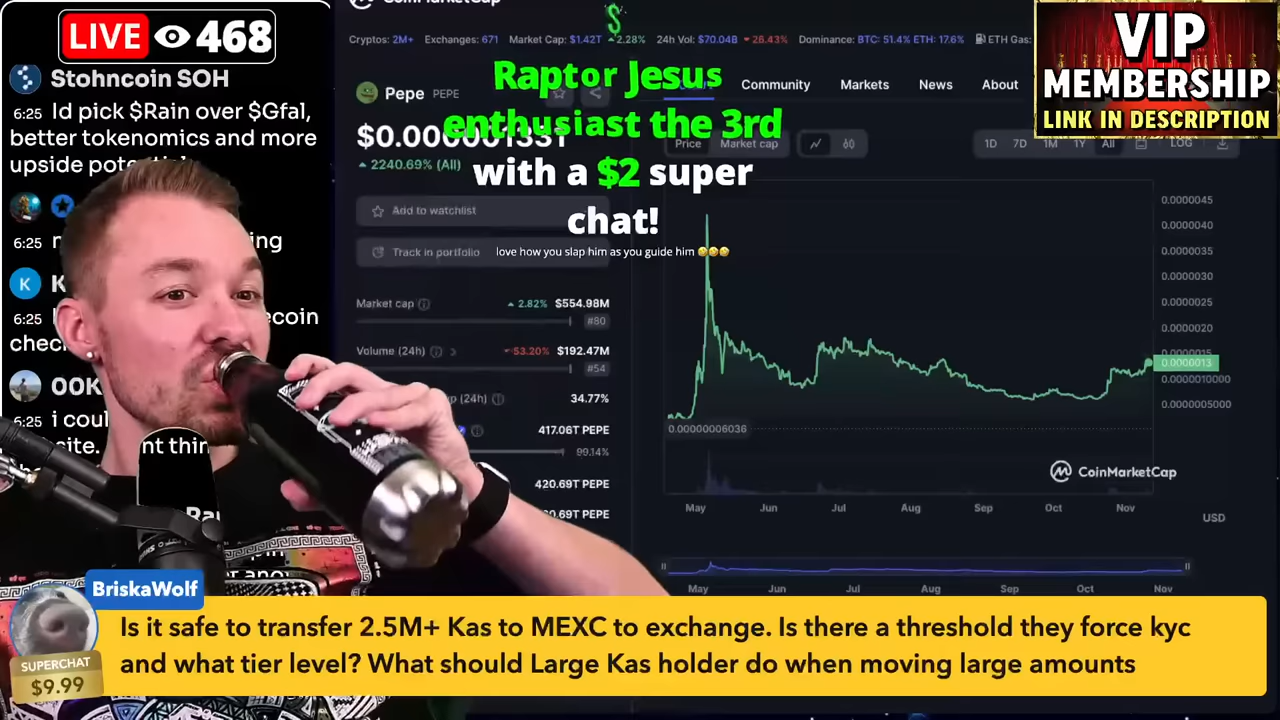 LIVE 468
Stohncoin SOH
6:25 Id pick $Rain over $Gfal,
better tokenomics and more
upside
6:25
K
6:25
6:25 i
CoinMarketCap
Cryptos: 2M+ Exchanges: 671 Market Cap: $1.42T 2.28% 24h Vol: $70.04B 26.43% Dominance: BTC: 51.4% ETH: 17.6% ETH Gas:
$
Pepe PEPE
2240.69% (All)
Add to watchlist
Track in portfolio
Market cap 2.82% $554.98M
#80
Volume (24h) 53.20% $192.47M
#54
(24h) 34.77%
417.06T PEPE
99.14%
420.69T PEPE
PEPE
Raptor Jesus
enthusiast the 3rd
with a $2 super
chat!
love how you slap him as you guide him
Community Markets News About
Price Market cap
1D 7D 1M 1Y All LOG
0.0000045
0.0000040
0.0000035
0.0000030
0.0000025
0.0000020
0.0000015
0.0000013
0.0000010000
0.0000005000
0.00000006036
CoinMarketCap
May Jun Jul Aug Sep Oct Nov
USD
May Jun Jul Aug Sep Oct Nov
VIP
MEMBERSHIP
LINK IN DESCRIPTION
BriskaWolf
SUPERCHAT
$9.99
Is it safe to transfer 2.5M+ Kas to MEXC to exchange. Is there a threshold they force kyc
and what tier level? What should Large Kas holder do when moving large amounts